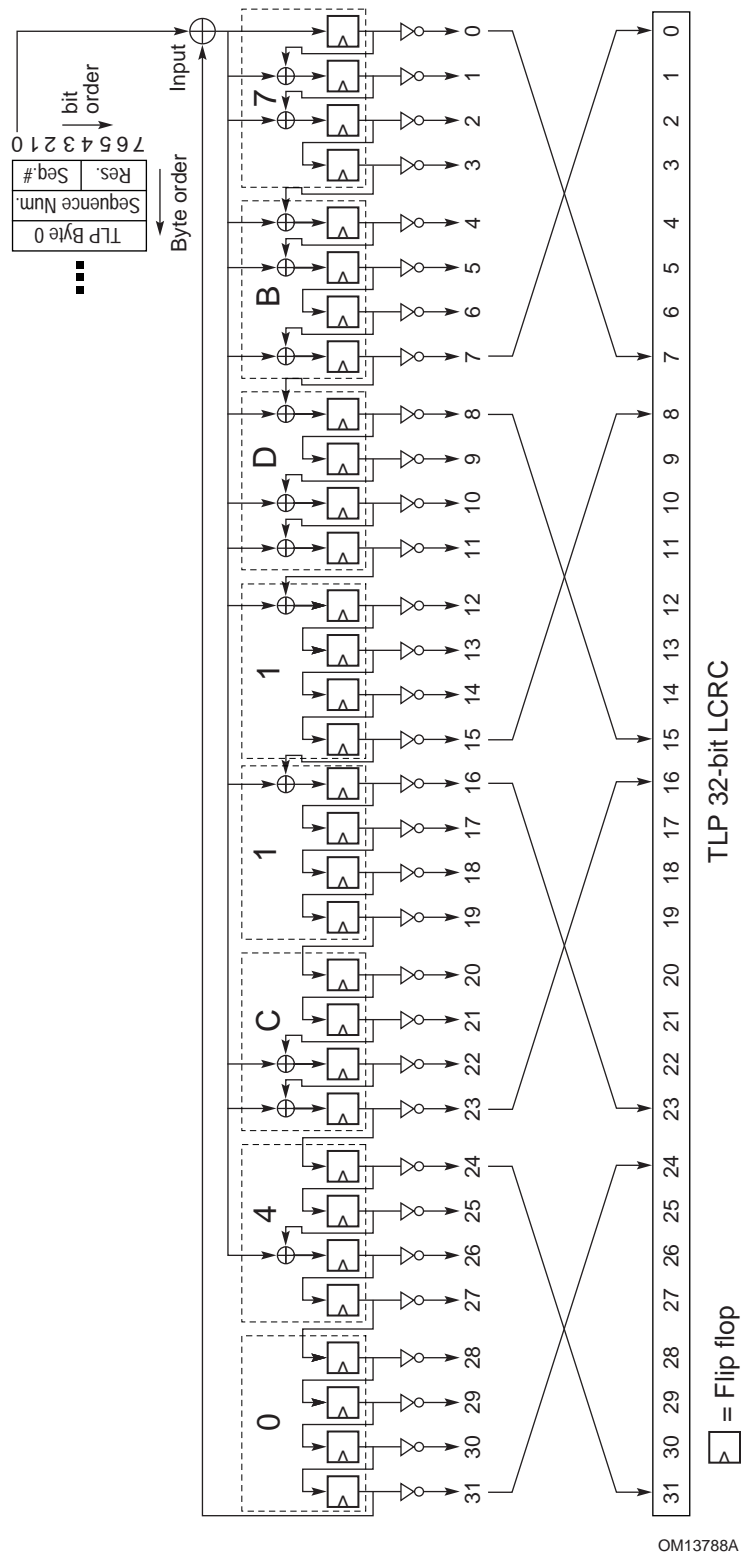 0 1 2 3 4 5 6 7
bit
order
Input
Res.
Seq.#
Sequence Num.
TLP Byte 0
Byte order
0 4 C 1 1 D B 7
31 30 29 28 27 26 25 24 23 22 21 20 19 18 17 16 15 14 13 12 11 10 9 8 7 6 5 4 3 2 1 0
31 30 29 28 27 26 25 24 23 22 21 20 19 18 17 16 15 14 13 12 11 10 9 8 7 6 5 4 3 2 1 0
TLP 32-bit LCRC
= Flip flop
OM13788A